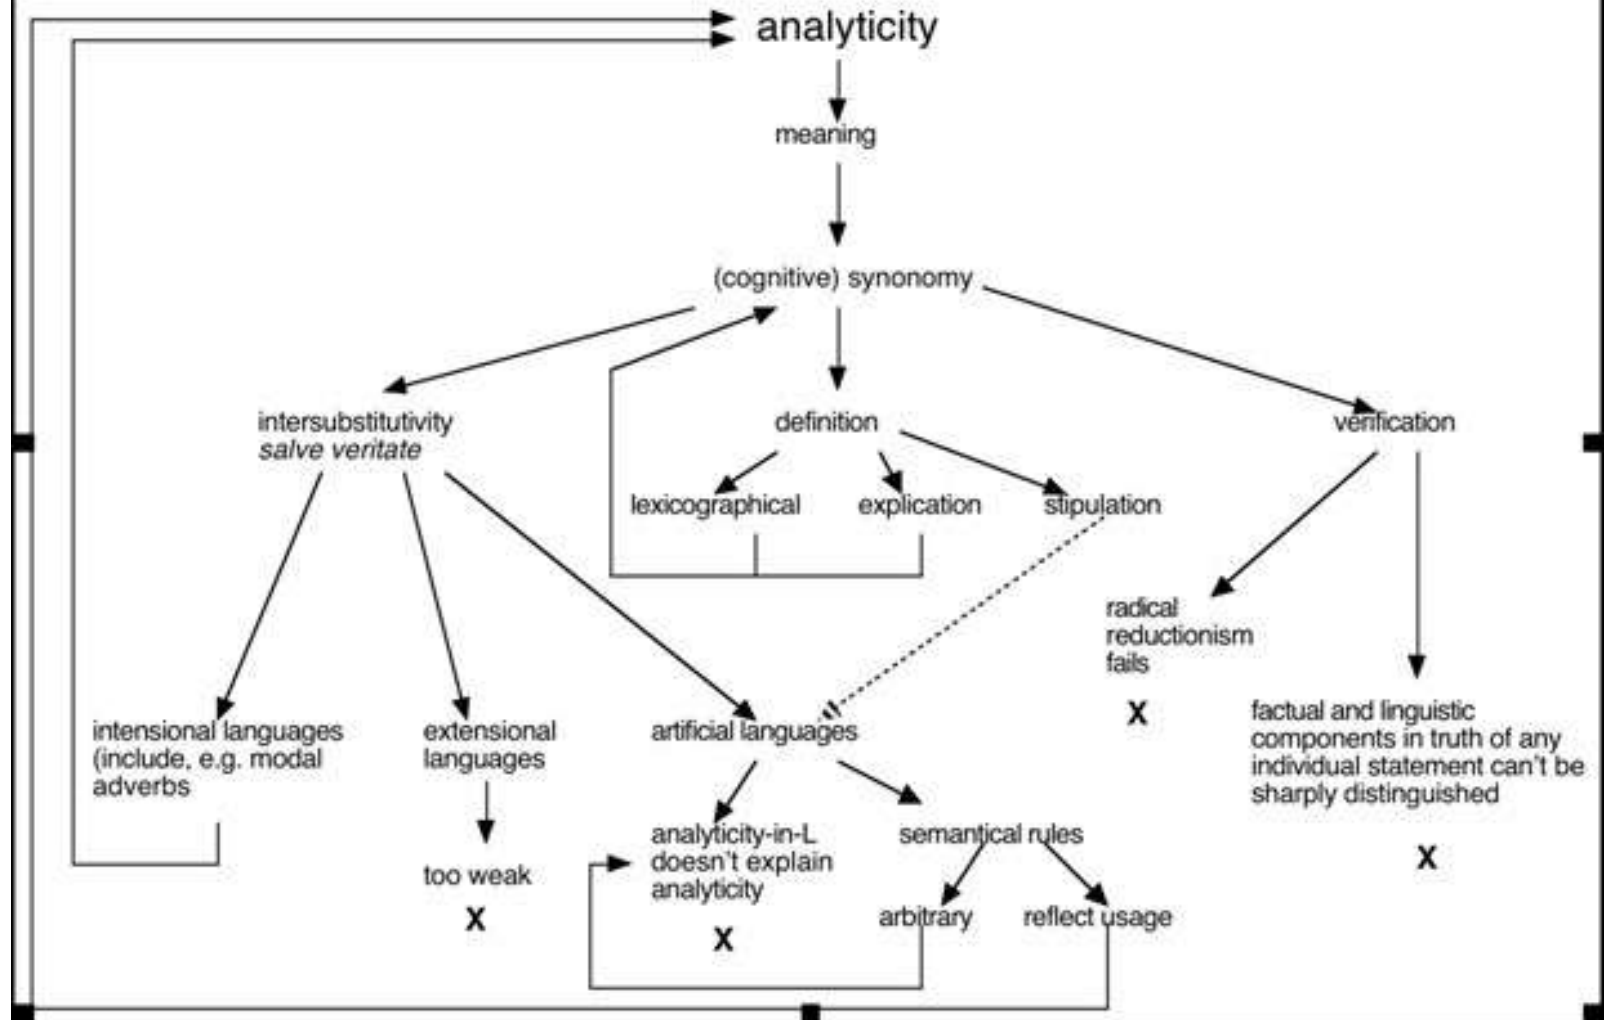 analyticity
meaning
(cognitive) synonomy
intersubstitutivity
salve veritate
definition
verification
lexicographical
explication
stipulation
radical
reductionism
fails
X
intensional languages
(include, e.g. modal
adverbs
extensional
languages
artificial languages
factual and linguistic
components in truth of any
individual statement can't be
sharply distinguished
X
too weak
X
analyticity-in-L
doesn't explain
analyticity
X
semantical rules
arbitrary
reflect usage